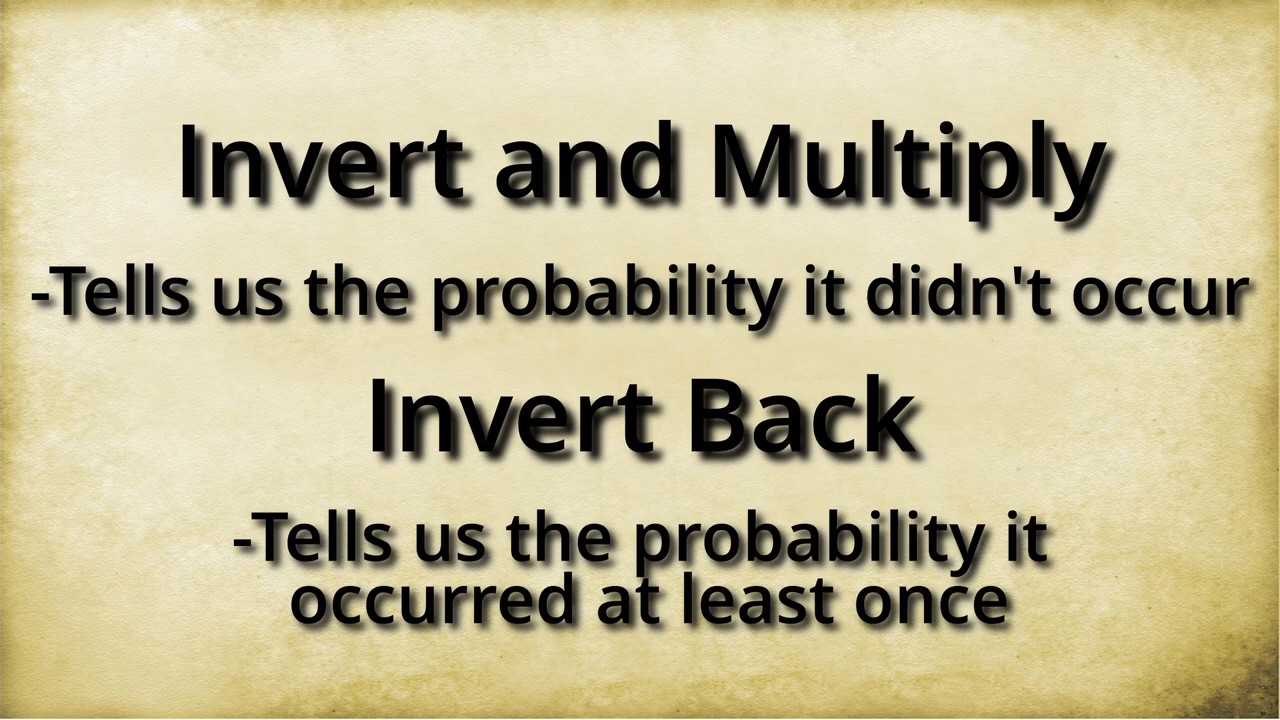 Invert and Multiply
-Tells us the probability it didn't occur
Invert Back
-Tells us the probability it
occurred at least once